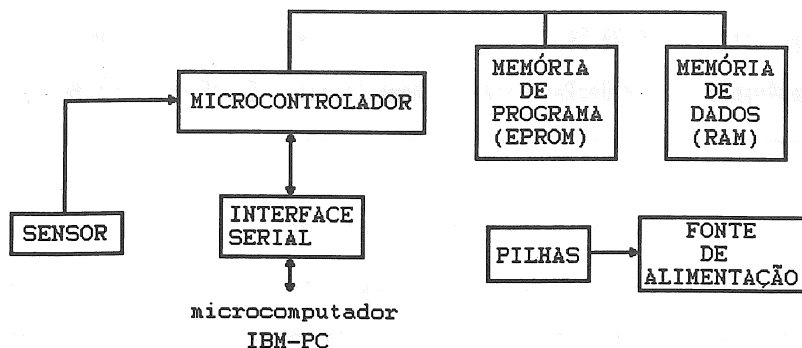 MICROCONTROLADOR
MEMÓRIA
DE
PROGRAMA
(EPROM)
MEMÓRIA
DE
DADOS
(RAM)
SENSOR
INTERFACE
SERIAL
PILHAS
FONTE
DE
ALIMENTAÇÃO
microcomputador
IBM-PC